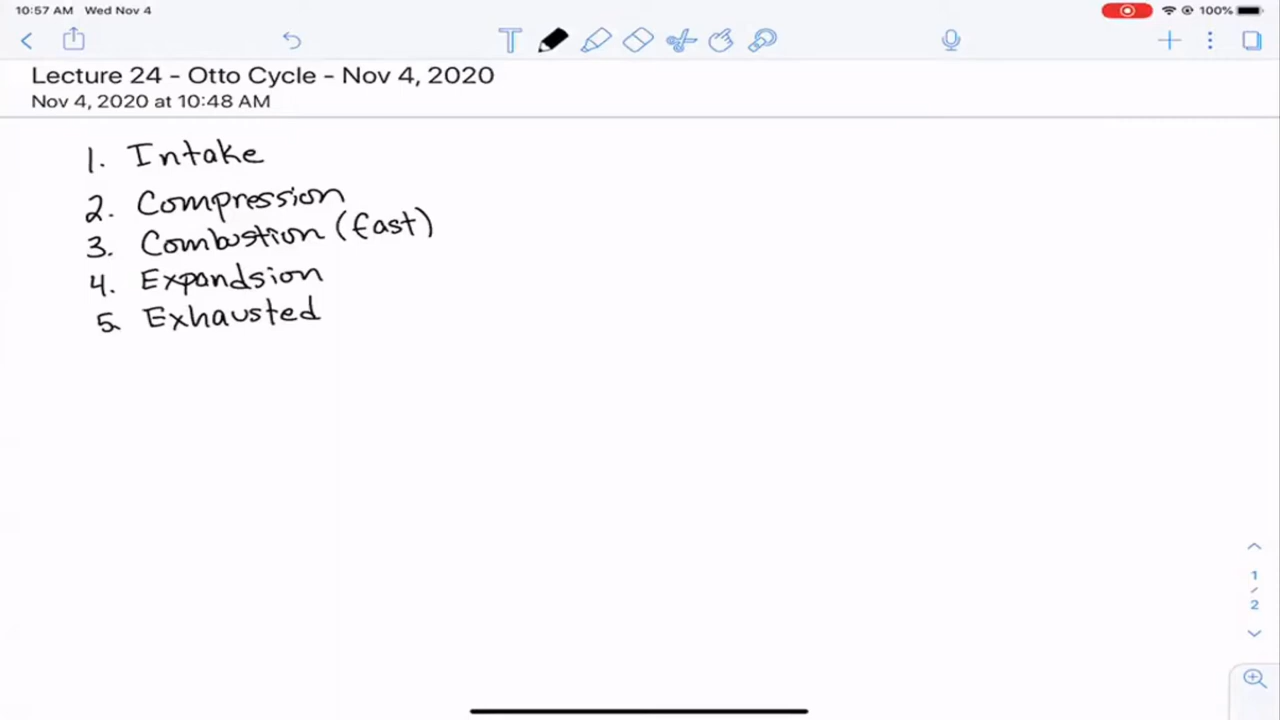 10:57 AM Wed Nov 4 100%
Lecture 24 - Otto Cycle - Nov 4, 2020
Nov 4, 2020 at 10:48 AM
1. Intake
2. Compression
3. Combustion (fast)
4. Expandsion
5. Exhausted
1
/
2